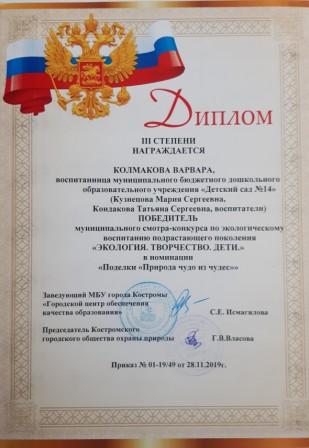 Диплом
III СТЕПЕНИ
НАГРАЖДАЕТСЯ
КОЛМАКОВА ВАРВАРА,
воспитанница муниципального бюджетного дошкольного
образовательного учреждения «Детский сад №14»
(Кузнецова Мария Сергеевна,
Кондакова Татьяна Сергеевна, воспитатели)
ПОБЕДИТЕЛЬ
муниципального смотра-конкурса по экологическому
воспитанию подрастающего поколения
«ЭКОЛОГИЯ. ТВОРЧЕСТВО. ДЕТИ.»
в номинации
«Поделки «Природа чудо из чудес»»
Заведующий МБУ города Костромы
«Городской центр обеспечения
качества образования» С.Е. Исмагилова
Председатель Костромского
городского общества охраны природы Г.В.Власова
Приказ № 01-19/49 от 28.11.2019г.